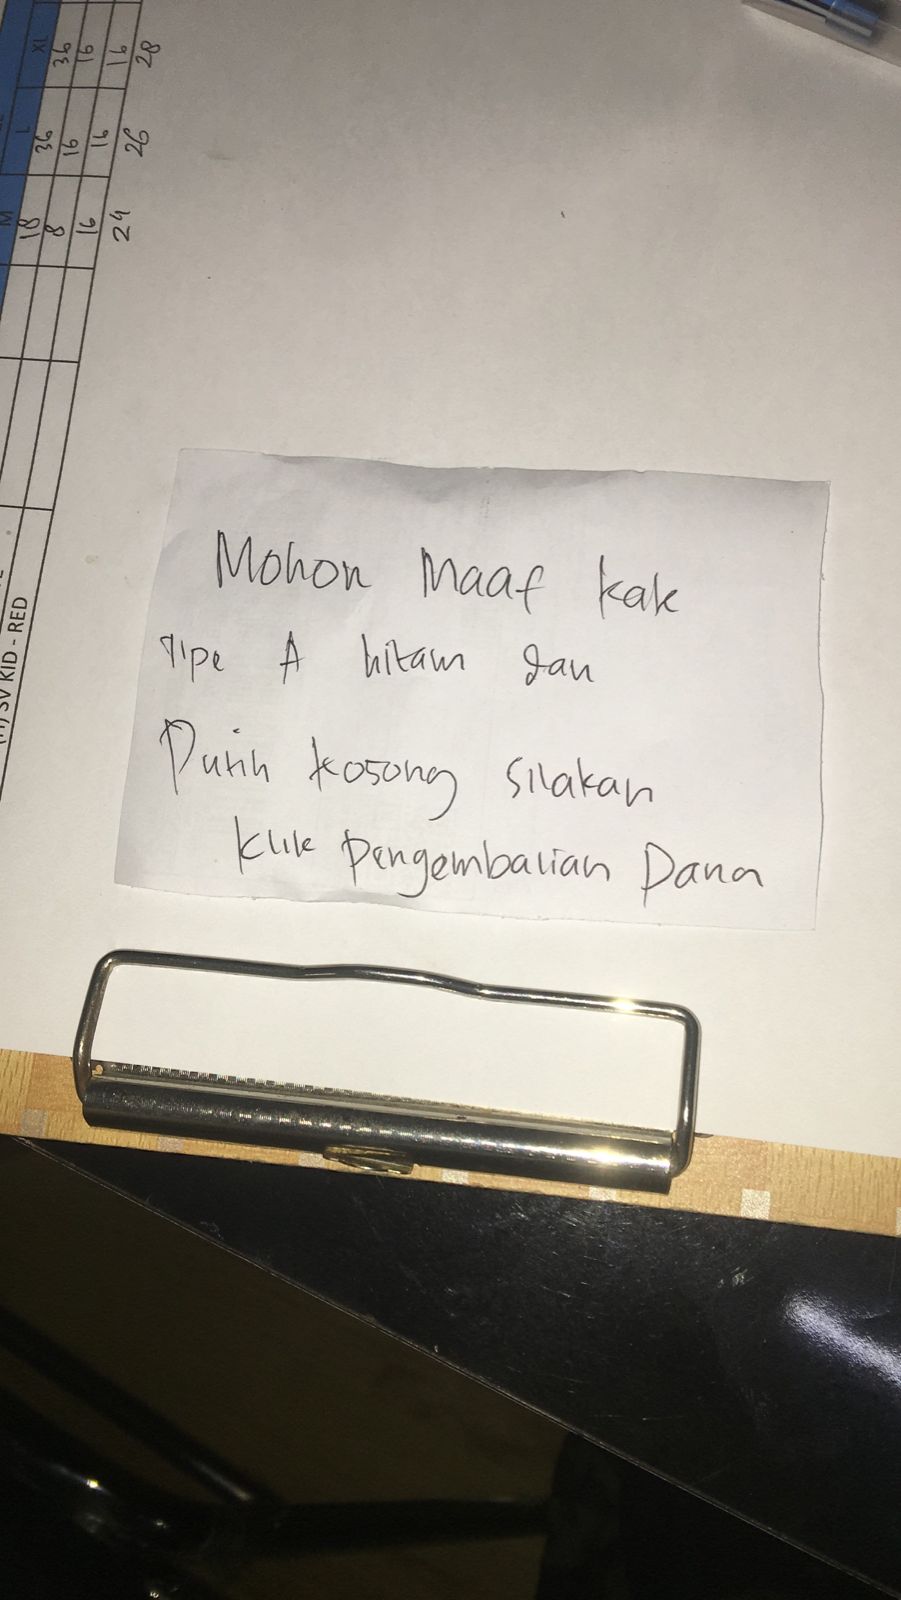 Mohon Maaf kak
Tipe A hitam dan
Putih kosong silakan
Klik Pengembalian Dana
XL
36
16
16
28
L
36
16
16
26
M
18
8
16
24
SV KID - RED